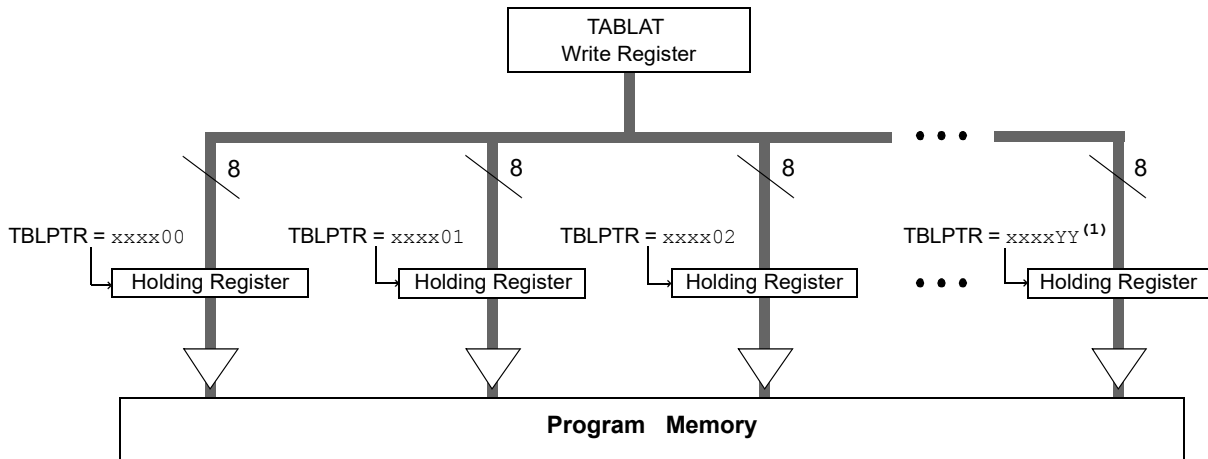 TABLAT
Write Register
8 8 8 8
TBLPTR = xxxx00 TBLPTR = xxxx01 TBLPTR = xxxx02 TBLPTR = xxxxYY(1)
Holding Register Holding Register Holding Register Holding Register
Program Memory